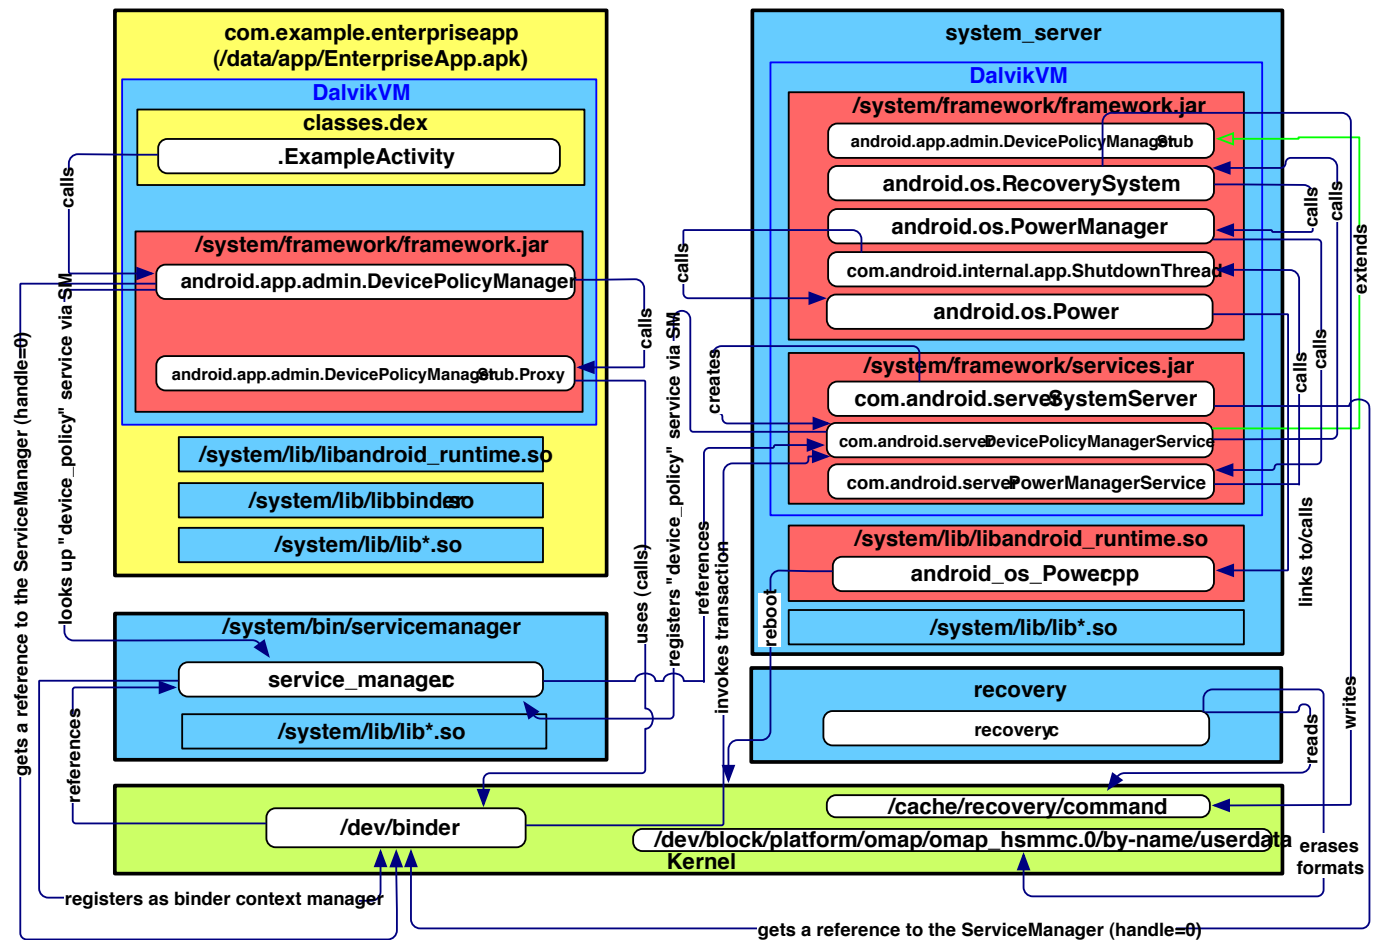 com.example.enterpriseapp
(/data/app/EnterpriseApp.apk)
DalvikVM
classes.dex
.ExampleActivity
calls
/system/framework/framework.jar
android.app.admin.DevicePolicyManager
calls
android.app.admin.DevicePolicyManager$Stub.Proxy
/system/lib/libandroid_runtime.so
/system/lib/libbinder.so
/system/lib/lib*.so
looks up "device_policy" service via SM
gets a reference to the ServiceManager (handle=0)
/system/bin/servicemanager
service_manager.c
/system/lib/lib*.so
references
uses (calls)
registers "device_policy" service via SM
references
invokes transaction
system_server
DalvikVM
/system/framework/framework.jar
android.app.admin.DevicePolicyManager$Stub
android.os.RecoverySystem
android.os.PowerManager
com.android.internal.app.ShutdownThread
android.os.Power
calls
calls
calls
extends
creates
/system/framework/services.jar
com.android.server.SystemServer
com.android.server.DevicePolicyManagerService
com.android.server.PowerManagerService
calls
calls
/system/lib/libandroid_runtime.so
android_os_Power.cpp
links to/calls
reboot
/system/lib/lib*.so
recovery
recovery.c
reads
writes
/cache/recovery/command
/dev/binder
/dev/block/platform/omap/omap_hsmmc.0/by-name/userdata
Kernel
erases
formats
registers as binder context manager
gets a reference to the ServiceManager (handle=0)